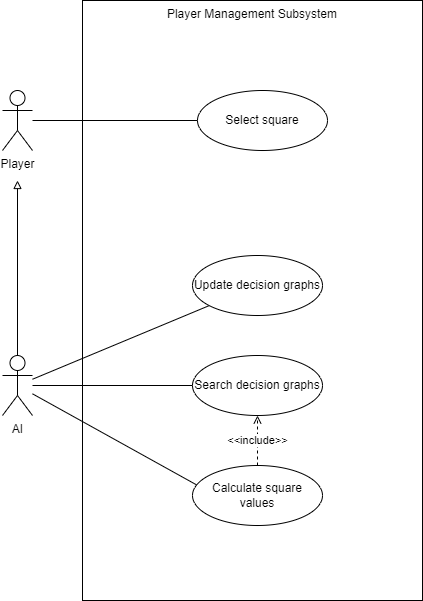 Player Management Subsystem
Select square
Player
Update decision graphs
Search decision graphs
AI
<<include>>
Calculate square
values